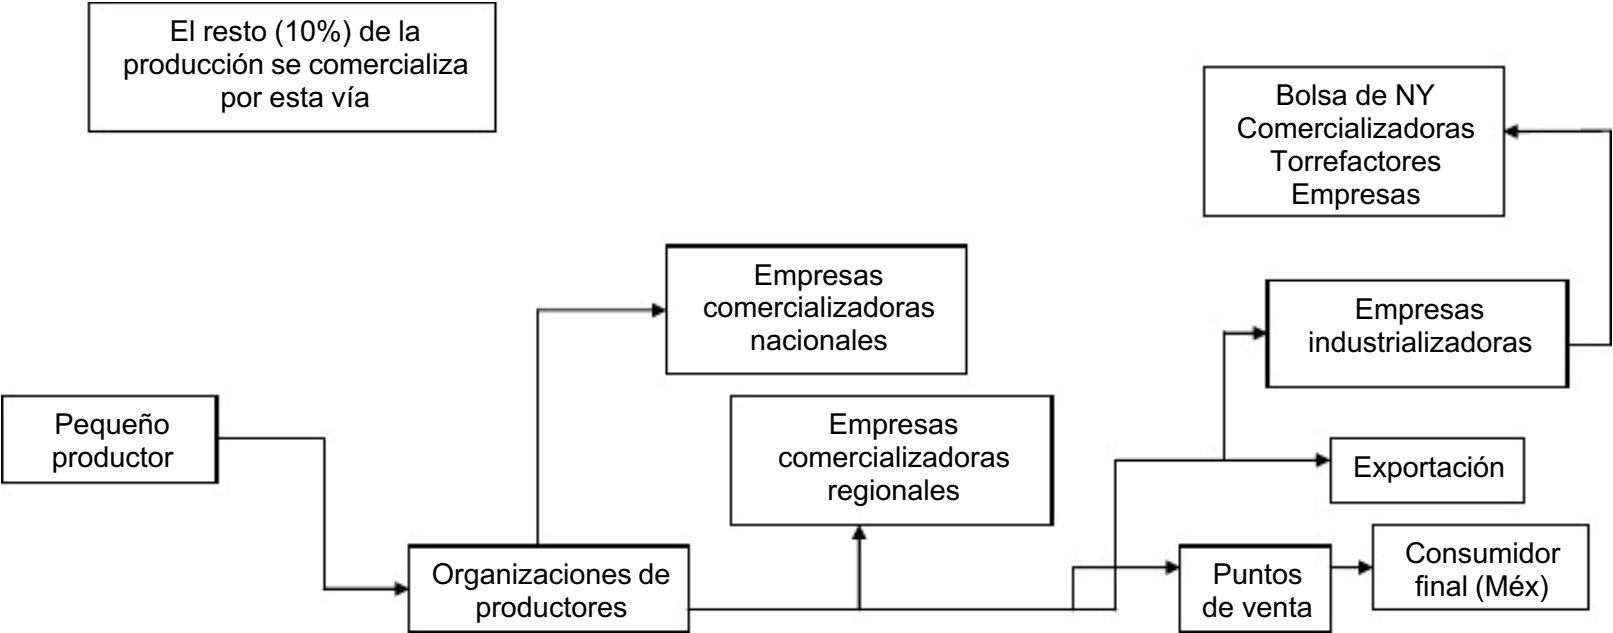 El resto (10%) de la
producción se comercializa
por esta vía
Bolsa de NY
Comercializadoras
Torrefactores
Empresas
Empresas
comercializadoras
nacionales
Empresas
industrializadoras
Pequeño
productor
Empresas
comercializadoras
regionales
Exportación
Organizaciones de
productores
Puntos
de venta
Consumidor
final (Méx)